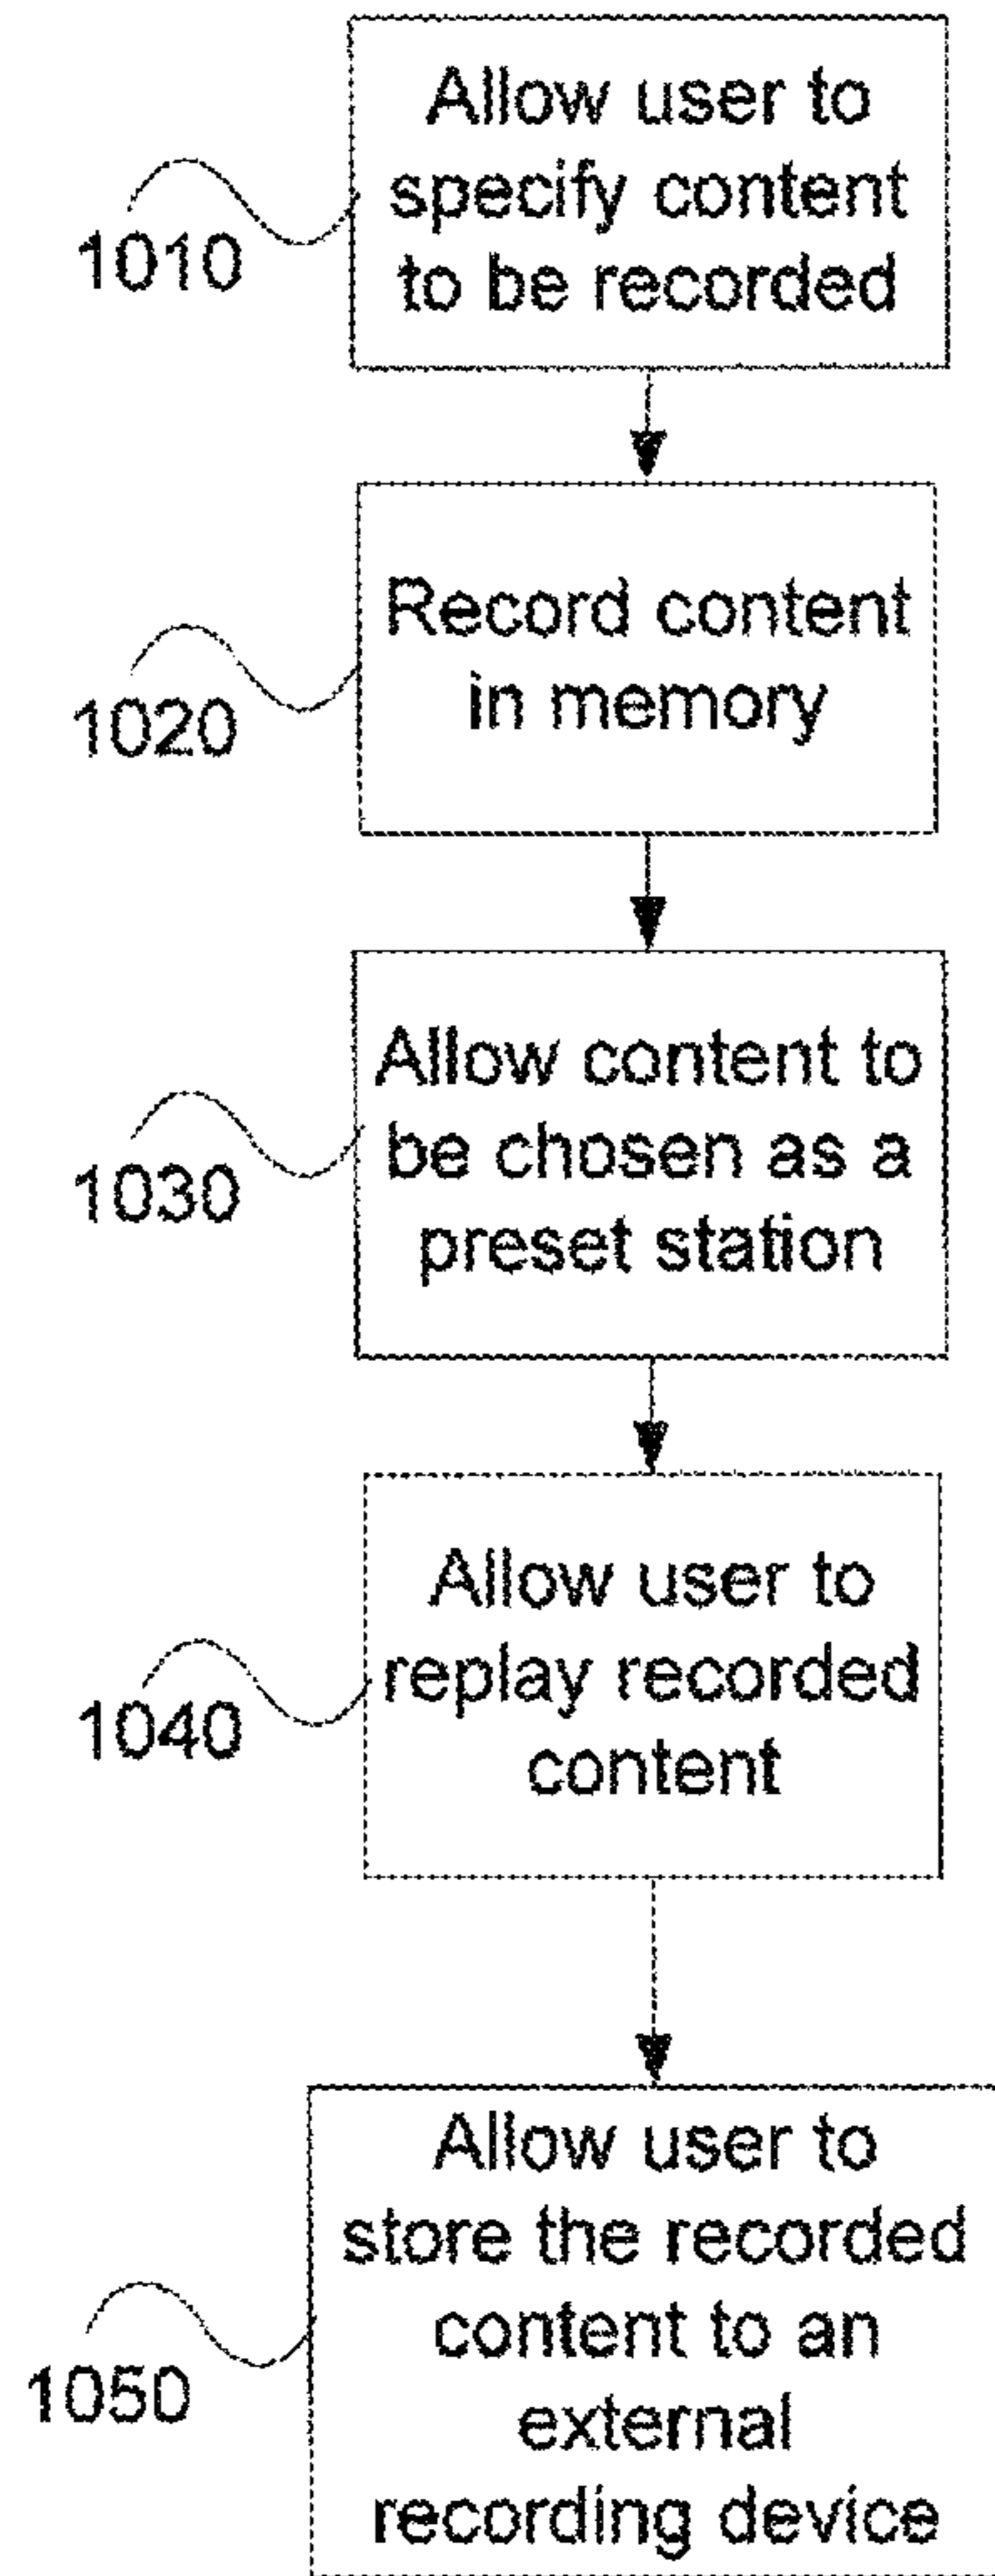 Allow user to
specify content
to be recorded
1010
Record content
in memory
1020
Allow content to
be chosen as a
preset station
1030
Allow user to
replay recorded
content
1040
Allow user to
store the recorded
content to an
external
recording device
1050